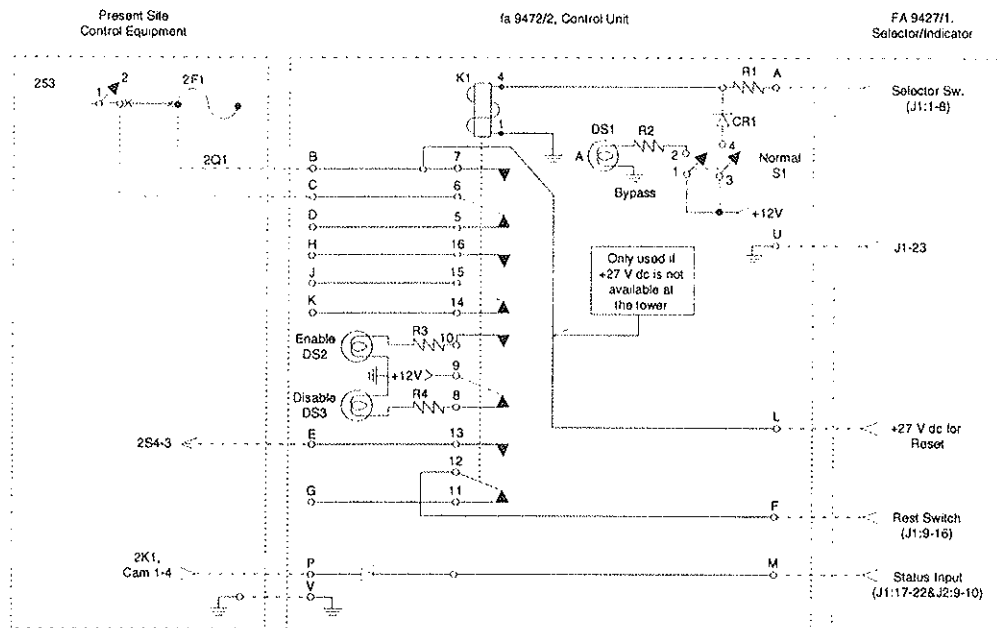 Present Site
Control Equipment
fa 9472/2, Control Unit
FA 9427/1.
Selector/Indicator
2S3
1
2
2F1
2Q1
K1
4
1
R1
A
Selector Sw.
(J1:1-8)
CR1
DS1
R2
A
2
1
4
3
Normal
S1
Bypass
+12V
U
J1-23
B
7
C
6
D
5
H
16
J
15
K
14
Only used if
+27 V dc is not
available at
the tower
Enable
DS2
R3
10
+12V
9
Disable
DS3
R4
8
L
+27 V dc for
Reset
2S4-3
E
13
12
G
11
F
Rest Switch
(J1:9-16)
2K1,
Cam 1-4
P
M
Status Input
(J1:17-22&J2:9-10)
V